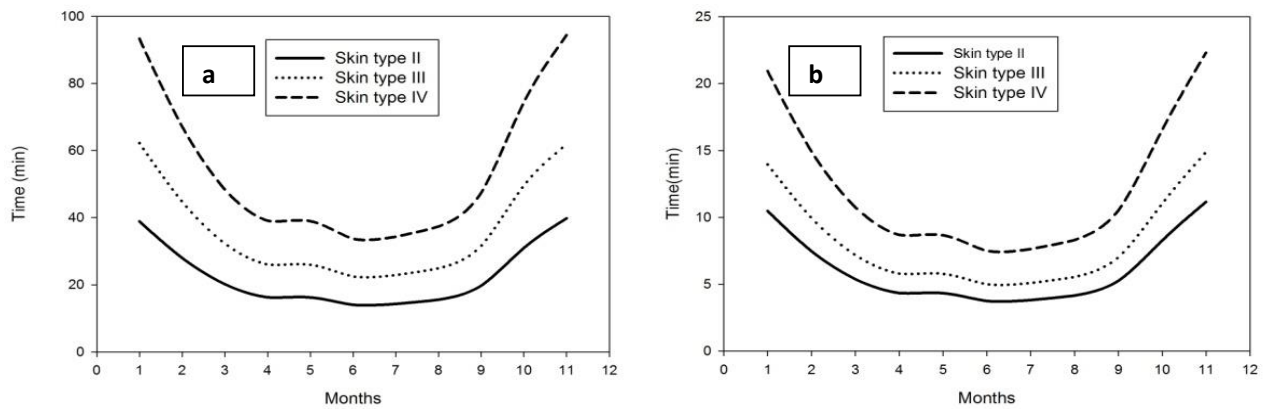 a
Skin type II
Skin type III
Skin type IV
Time (min)
100
80
60
40
20
0
0 1 2 3 4 5 6 7 8 9 10 11 12
Months
b
Skin type II
Skin type III
Skin type IV
Time(min)
25
20
15
10
5
0
0 1 2 3 4 5 6 7 8 9 10 11 12
Months